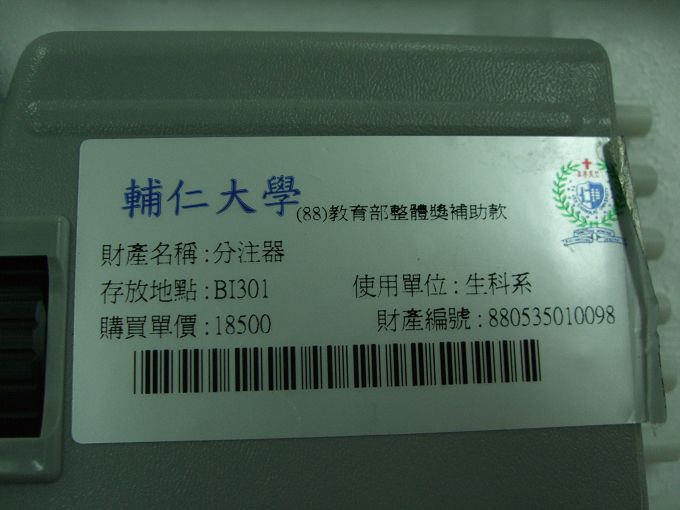 輔仁大學 (88)教育部整體獎補助款
財產名稱:分注器
存放地點:BI301 使用單位:生科系
購買單價:18500 財產編號:880535010098